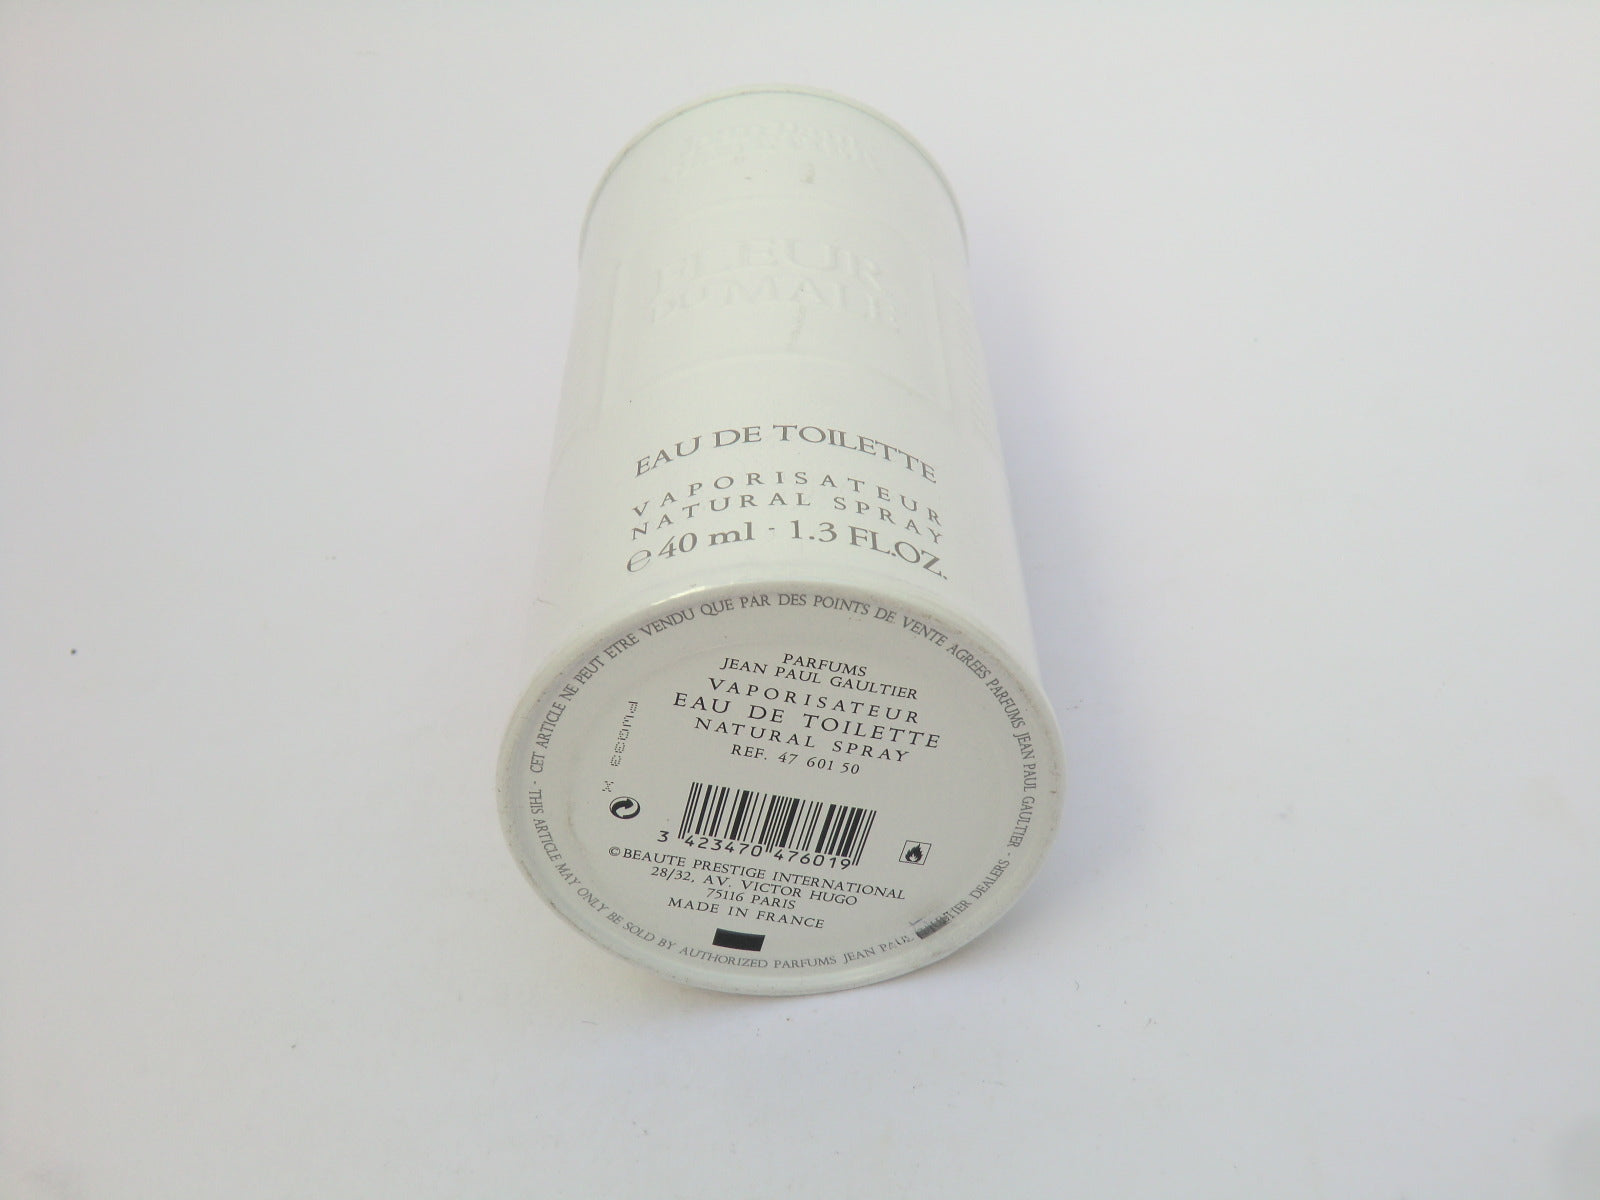 FLEUR
DU MALE
EAU DE TOILETTE
VAPORISATEUR
NATURAL SPRAY
℮ 40 ml - 1.3 FL.OZ.
CET ARTICLE NE PEUT ETRE VENDU QUE PAR DES POINTS DE VENTE AGREES PARFUMS JEAN PAUL GAULTIER -
THIS ARTICLE MAY ONLY BE SOLD BY AUTHORIZED PARFUMS JEAN PAUL GAULTIER DEALERS -
PARFUMS
JEAN PAUL GAULTIER
VAPORISATEUR
EAU DE TOILETTE
NATURAL SPRAY
REF. 47 601 50
3 423470 476019
©BEAUTE PRESTIGE INTERNATIONAL
28/32, AV. VICTOR HUGO
75116 PARIS
MADE IN FRANCE